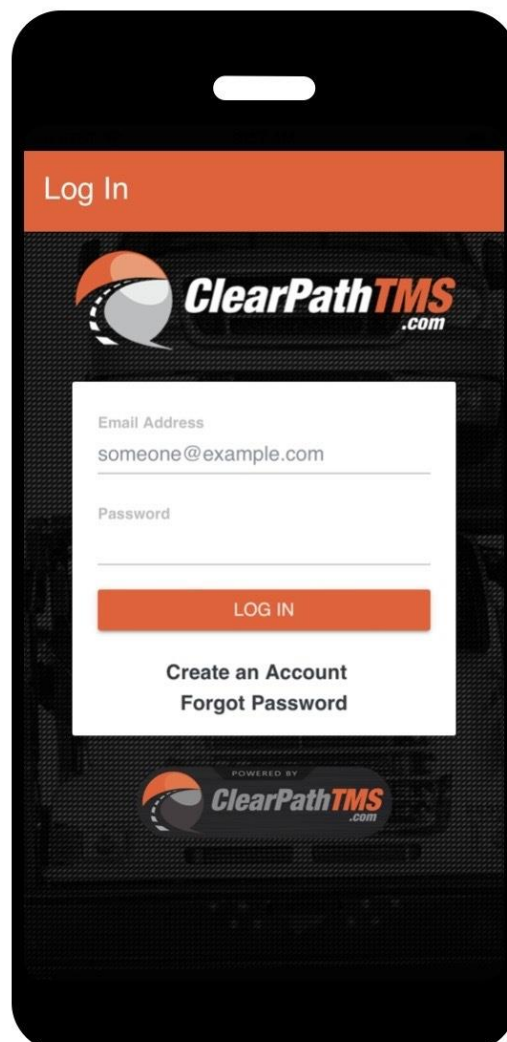 Log In
ClearPathTMS
.com
Email Address
someone@example.com
Password
LOG IN
Create an Account
Forgot Password
POWERED BY
ClearPathTMS
.com